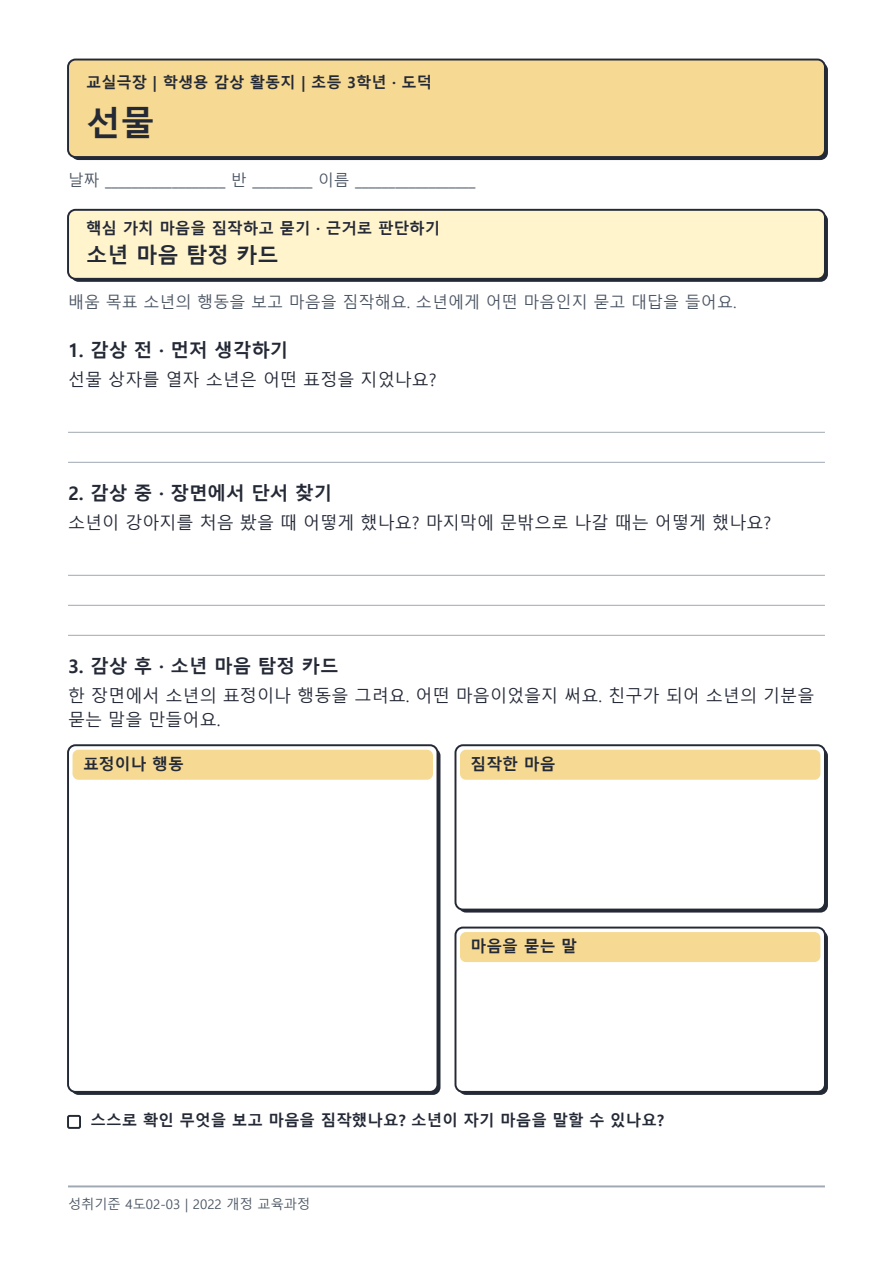 교실극장 | 학생용 감상 활동지 | 초등 3학년 · 도덕
선물
날짜 _______________ 반 _______ 이름 _______________
핵심 가치 마음을 짐작하고 묻기 · 근거로 판단하기
소년 마음 탐정 카드
배움 목표 소년의 행동을 보고 마음을 짐작해요. 소년에게 어떤 마음인지 묻고 대답을 들어요.
1. 감상 전 · 먼저 생각하기
선물 상자를 열자 소년은 어떤 표정을 지었나요?
2. 감상 중 · 장면에서 단서 찾기
소년이 강아지를 처음 봤을 때 어떻게 했나요? 마지막에 문밖으로 나갈 때는 어떻게 했나요?
3. 감상 후 · 소년 마음 탐정 카드
한 장면에서 소년의 표정이나 행동을 그려요. 어떤 마음이었을지 써요. 친구가 되어 소년의 기분을
묻는 말을 만들어요.
표정이나 행동
짐작한 마음
마음을 묻는 말
스스로 확인 무엇을 보고 마음을 짐작했나요? 소년이 자기 마음을 말할 수 있나요?
성취기준 4도02-03 | 2022 개정 교육과정